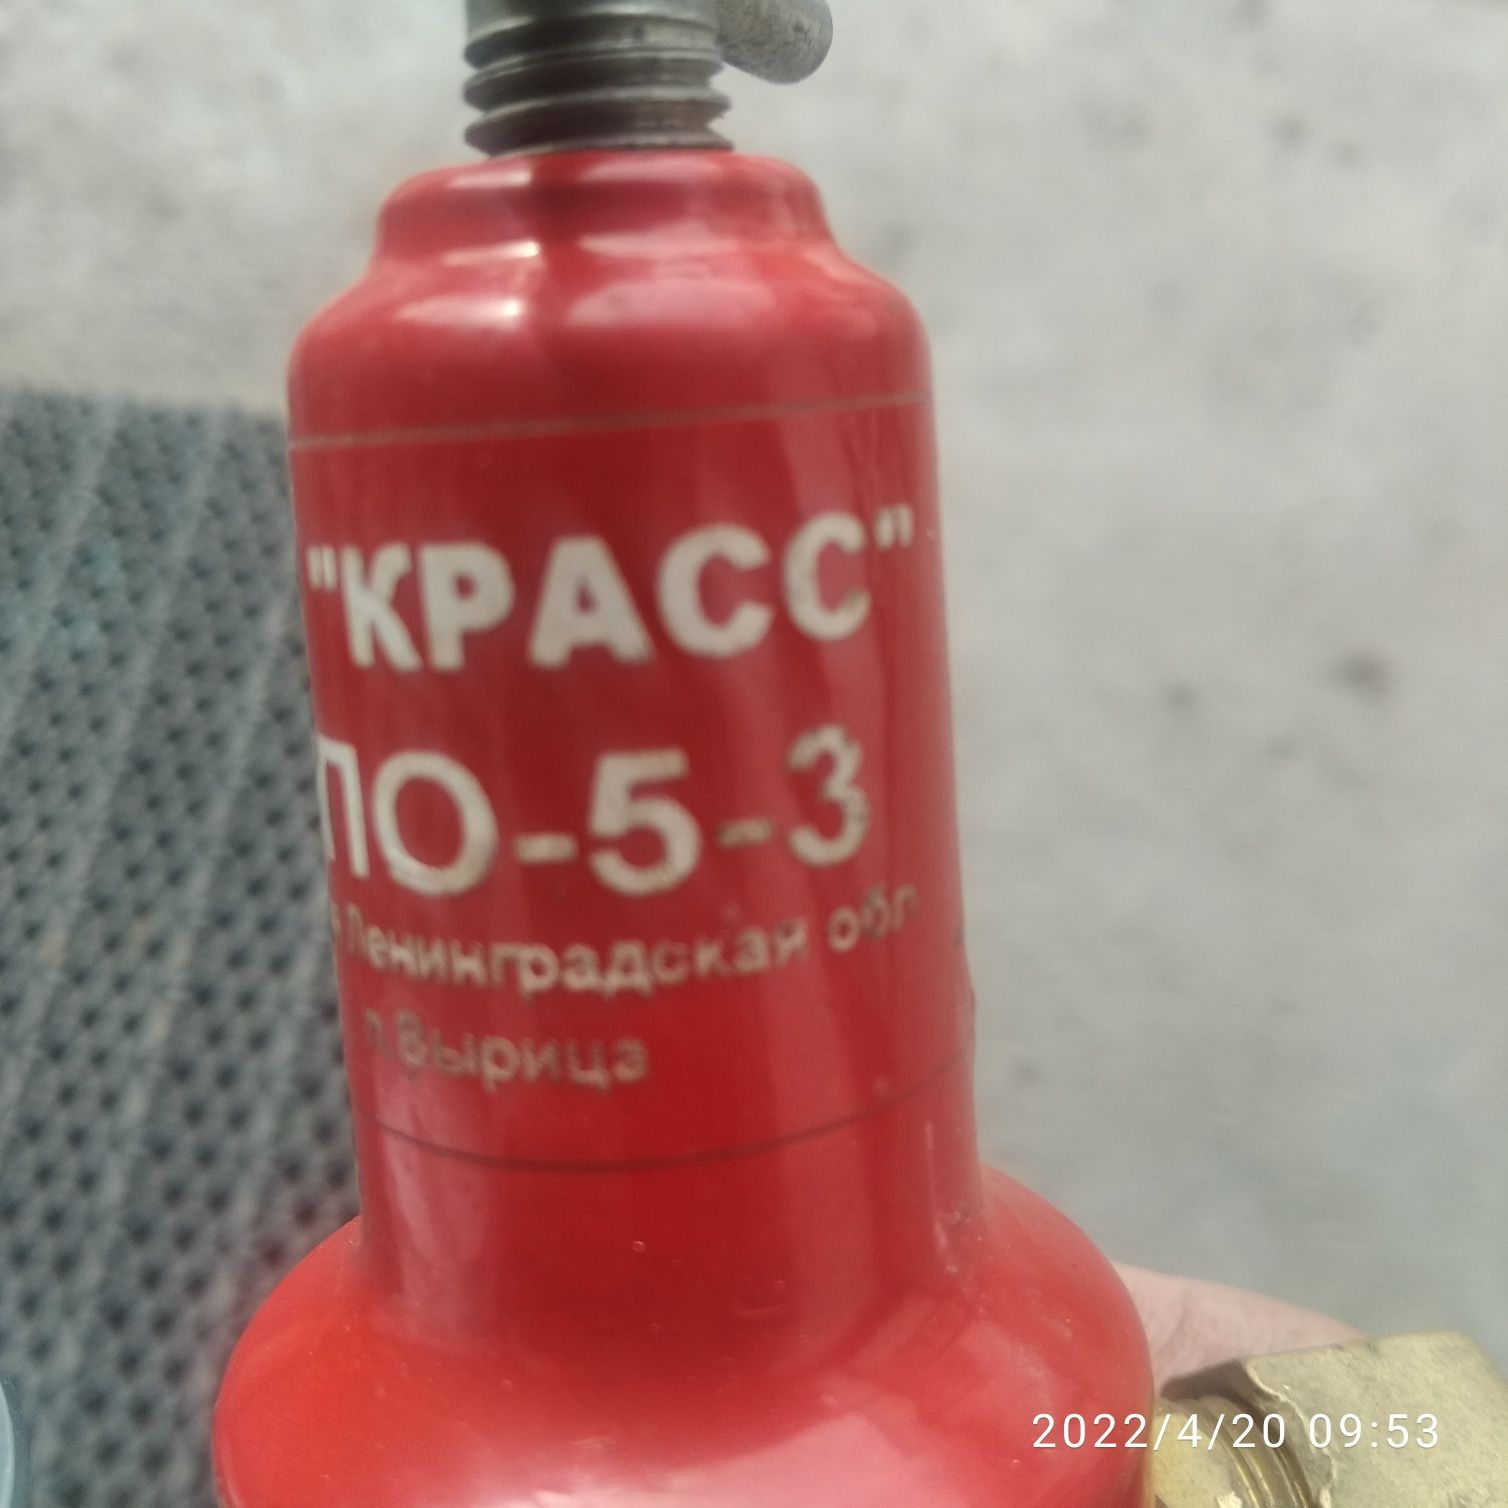 "КРАСС"
ПО-5-3
Ленинградская обл
п.Вырица
2022/4/20 09:53